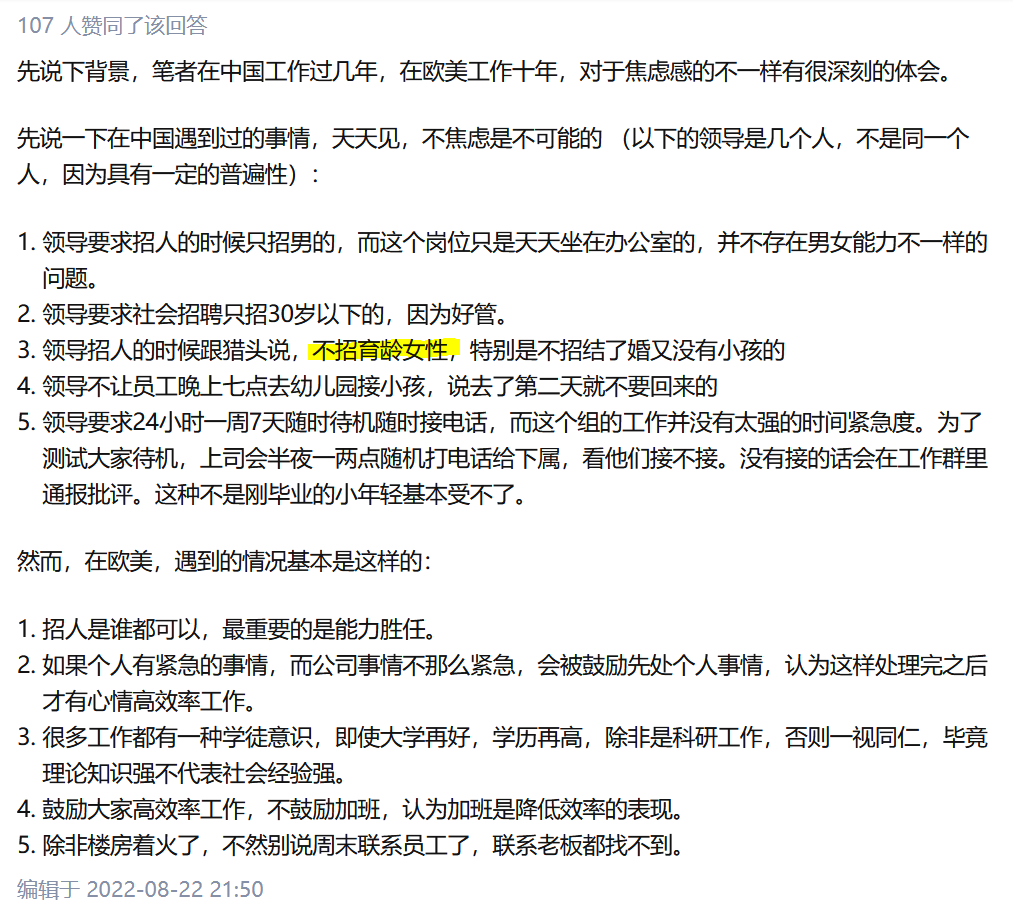 107 人赞同了该回答
先说下背景，笔者在中国工作过几年，在欧美工作十年，对于焦虑感的不一样有很深刻的体会。
先说一下在中国遇到过的事情，天天见，不焦虑是不可能的 （以下的领导是几个人，不是同一个
人，因为具有一定的普遍性）：
1. 领导要求招人的时候只招男的，而这个岗位只是天天坐在办公室的，并不存在男女能力不一样的
问题。
2. 领导要求社会招聘只招30岁以下的，因为好管。
3. 领导招人的时候跟猎头说，不招育龄女性，特别是不招结了婚又没有小孩的
4. 领导不让员工晚上七点去幼儿园接小孩，说去了第二天就不要回来的
5. 领导要求24小时一周7天随时待机随时接电话，而这个组的工作并没有太强的时间紧急度。为了
测试大家待机，上司会半夜一两点随机打电话给下属，看他们接不接。没有接的话会在工作群里
通报批评。这种不是刚毕业的小年轻基本受不了。
然而，在欧美，遇到的情况基本是这样的：
1. 招人是谁都可以，最重要的是能力胜任。
2. 如果个人有紧急的事情，而公司事情不那么紧急，会被鼓励先处个人事情，认为这样处理完之后
才有心情高效率工作。
3. 很多工作都有一种学徒意识，即使大学再好，学历再高，除非是科研工作，否则一视同仁，毕竟
理论知识强不代表社会经验强。
4. 鼓励大家高效率工作，不鼓励加班，认为加班是降低效率的表现。
5. 除非楼房着火了，不然别说周末联系员工了，联系老板都找不到。
编辑于 2022-08-22 21:50